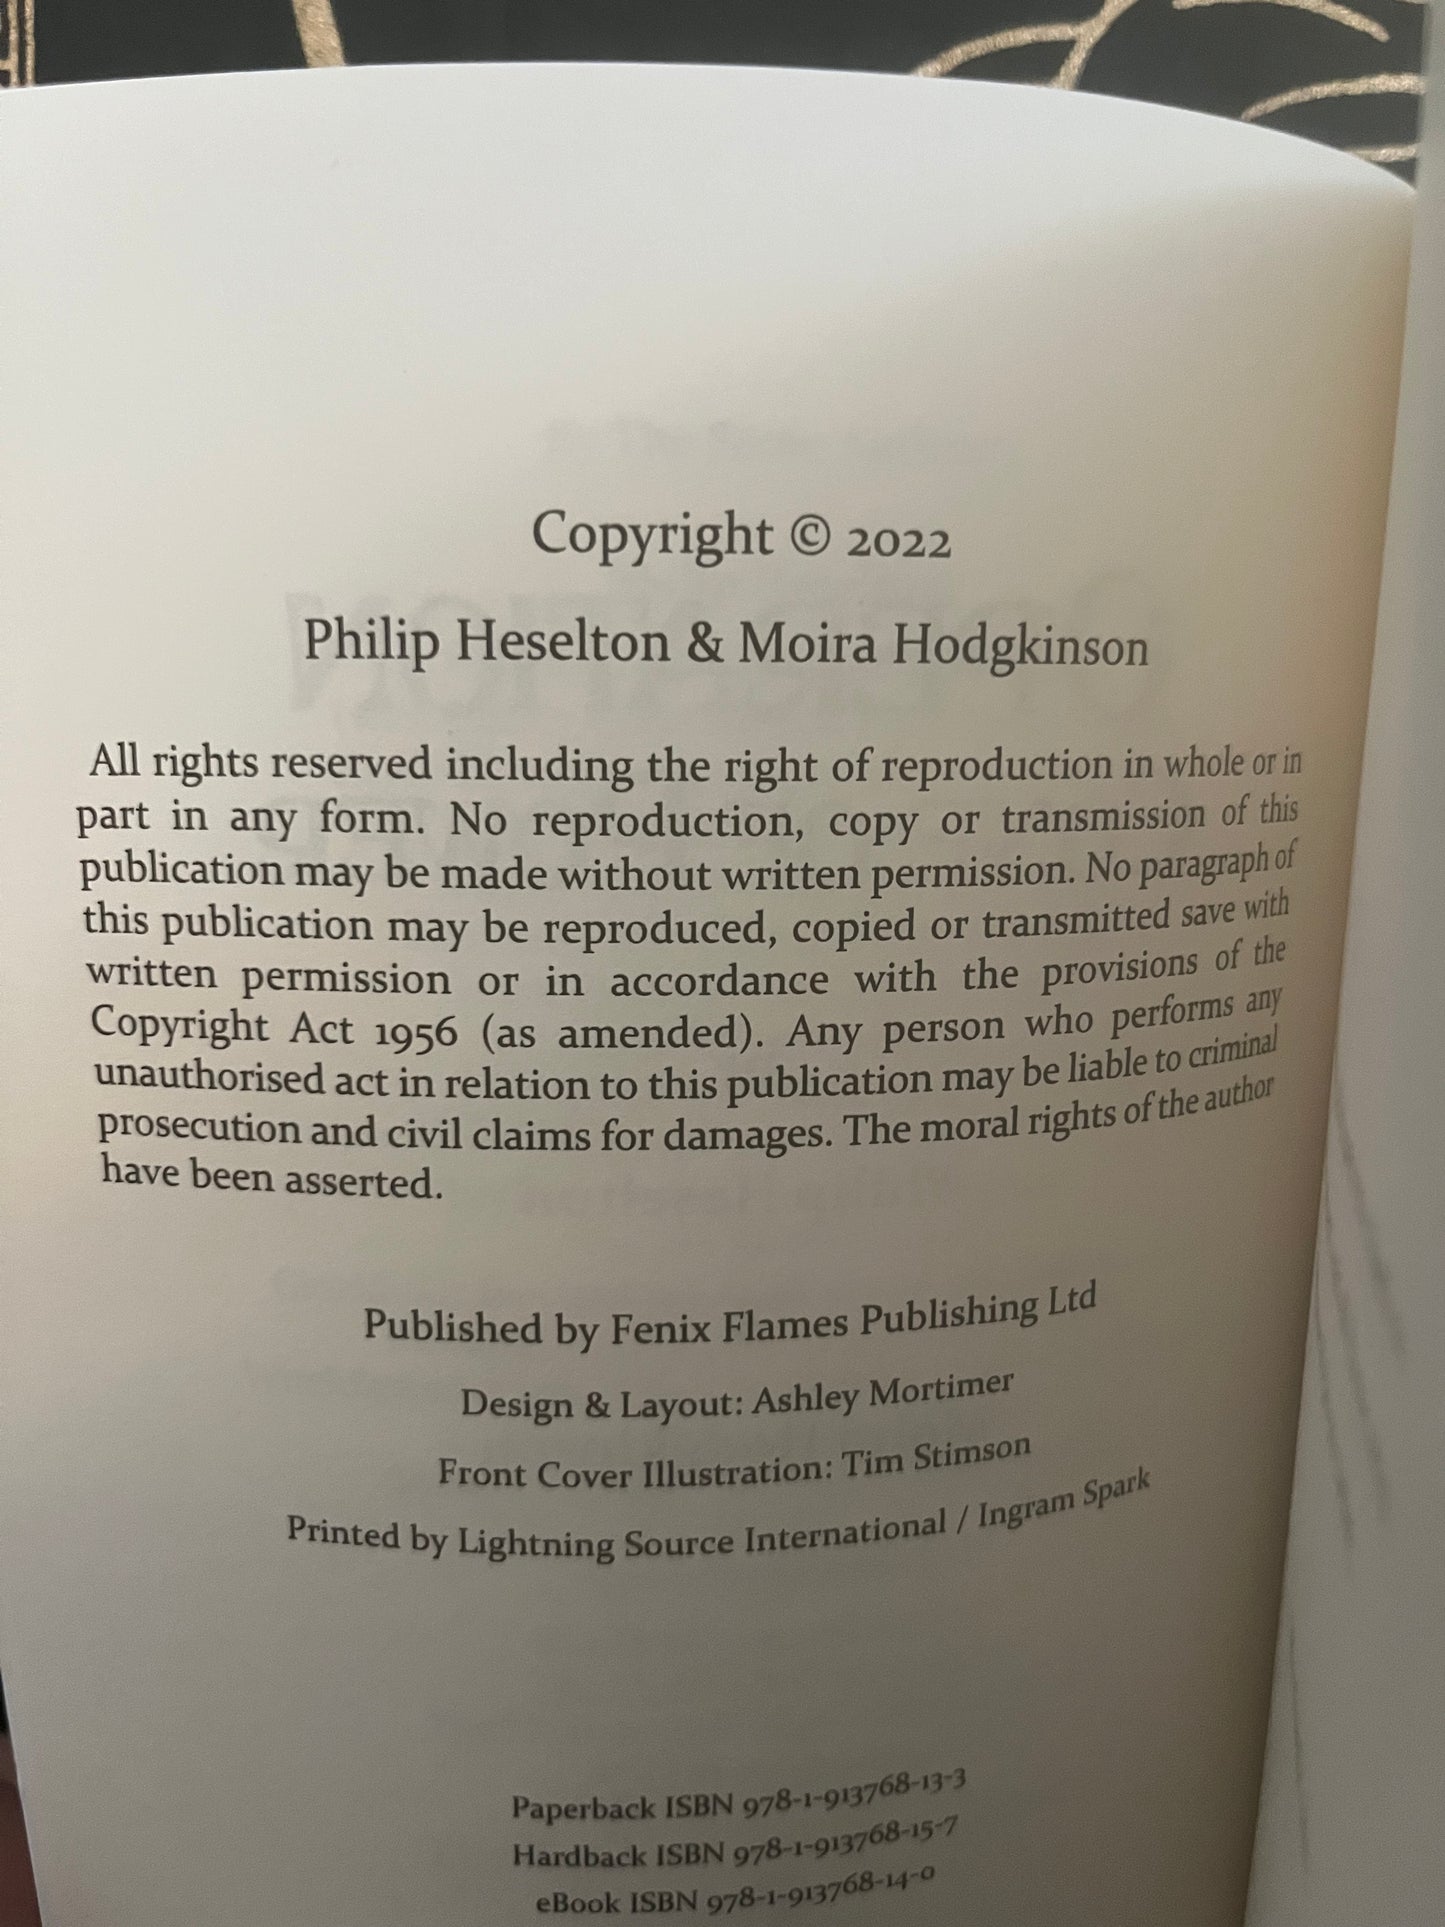 Copyright © 2022
Philip Heselton & Moira Hodgkinson
All rights reserved including the right of reproduction in whole or in
part in any form. No reproduction, copy or transmission of this
publication may be made without written permission. No paragraph of
this publication may be reproduced, copied or transmitted save with
written permission or in accordance with the provisions of the
Copyright Act 1956 (as amended). Any person who performs any
unauthorised act in relation to this publication may be liable to criminal
prosecution and civil claims for damages. The moral rights of the author
have been asserted.
Published by Fenix Flames Publishing Ltd
Design & Layout: Ashley Mortimer
Front Cover Illustration: Tim Stimson
Printed by Lightning Source International / Ingram Spark
Paperback ISBN 978-1-913768-13-3
Hardback ISBN 978-1-913768-15-7
eBook ISBN 978-1-913768-14-0